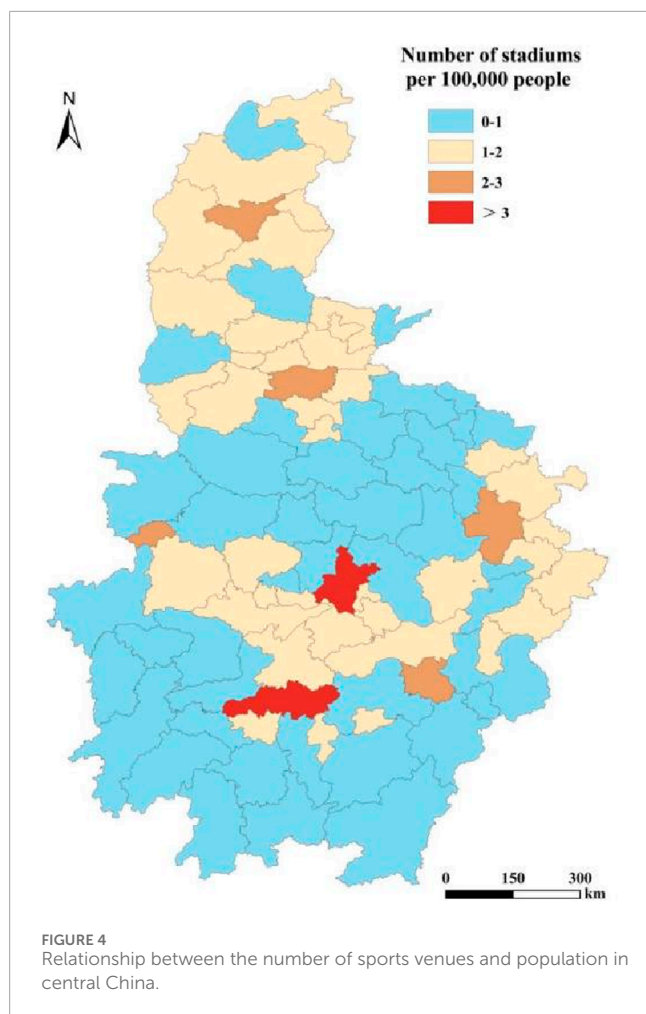 Number of stadiums
per 100,000 people
N
0-1
1-2
2-3
> 3
0 150 300
km
FIGURE 4
Relationship between the number of sports venues and population in
central China.